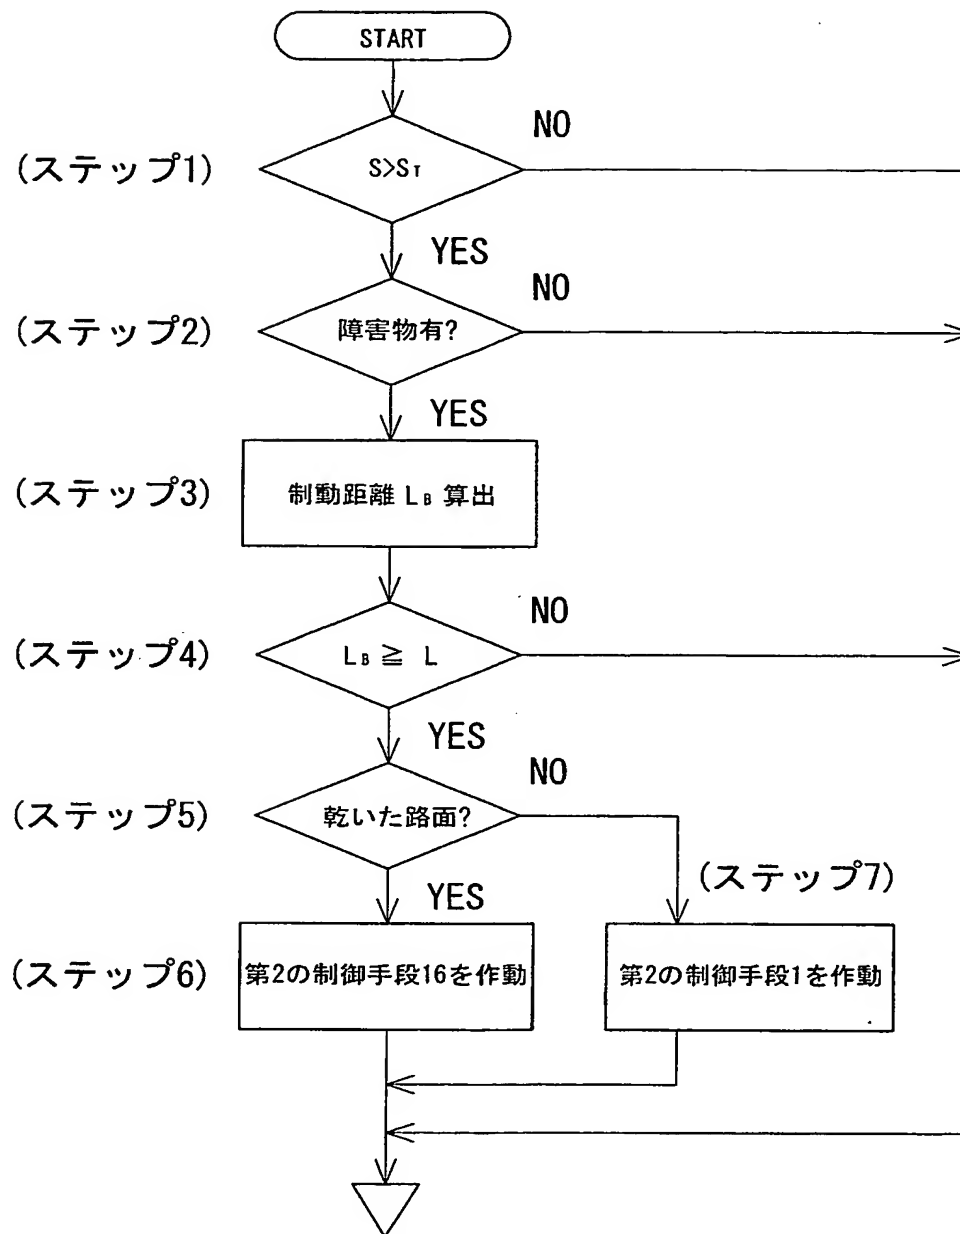 START
NO
(ステップ1)
S>ST
YES
NO
(ステップ2)
障害物有?
YES
(ステップ3)
制動距離 LB 算出
NO
(ステップ4)
LB ≧ L
YES
NO
(ステップ5)
乾いた路面?
(ステップ7)
YES
(ステップ6)
第2の制御手段16を作動
第2の制御手段1を作動